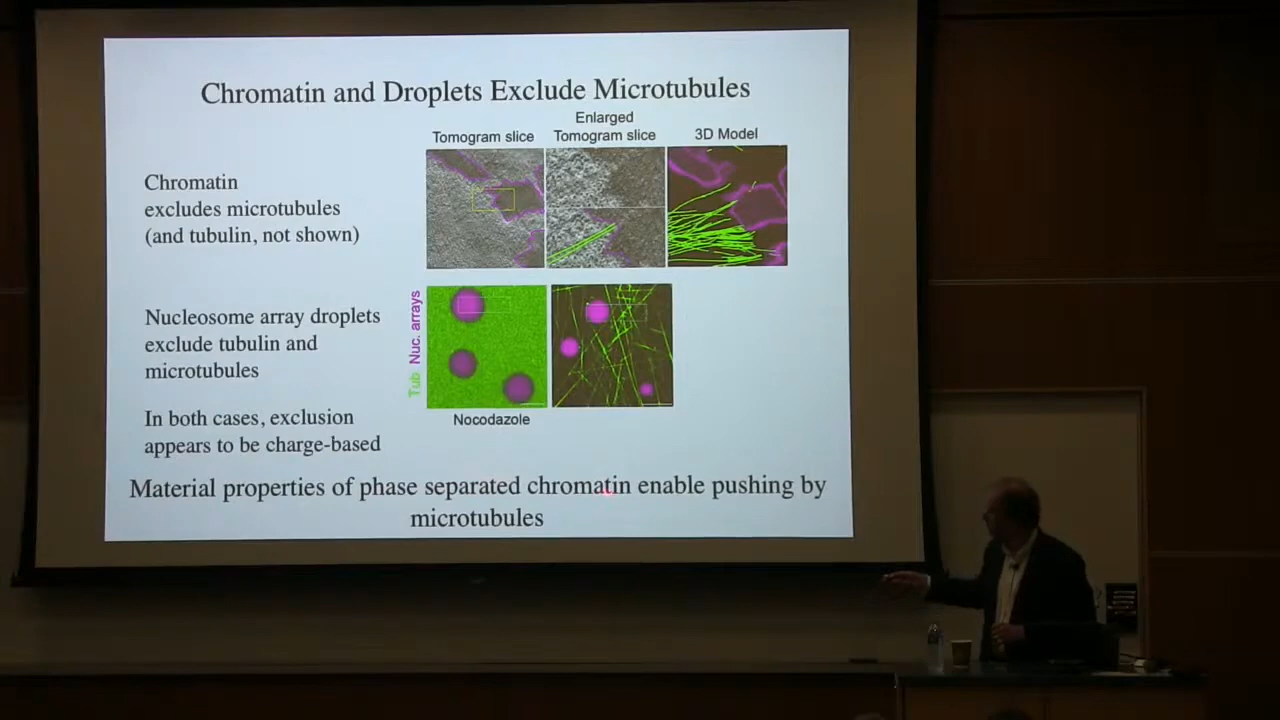 Chromatin and Droplets Exclude Microtubules
Enlarged
Tomogram slice
Tomogram slice
3D Model
Chromatin
excludes microtubules
(and tubulin, not shown)
Nucleosome array droplets
exclude tubulin and
microtubules
Tub Nuc. arrays
Nocodazole
In both cases, exclusion
appears to be charge-based
Material properties of phase separated chromatin enable pushing by
microtubules